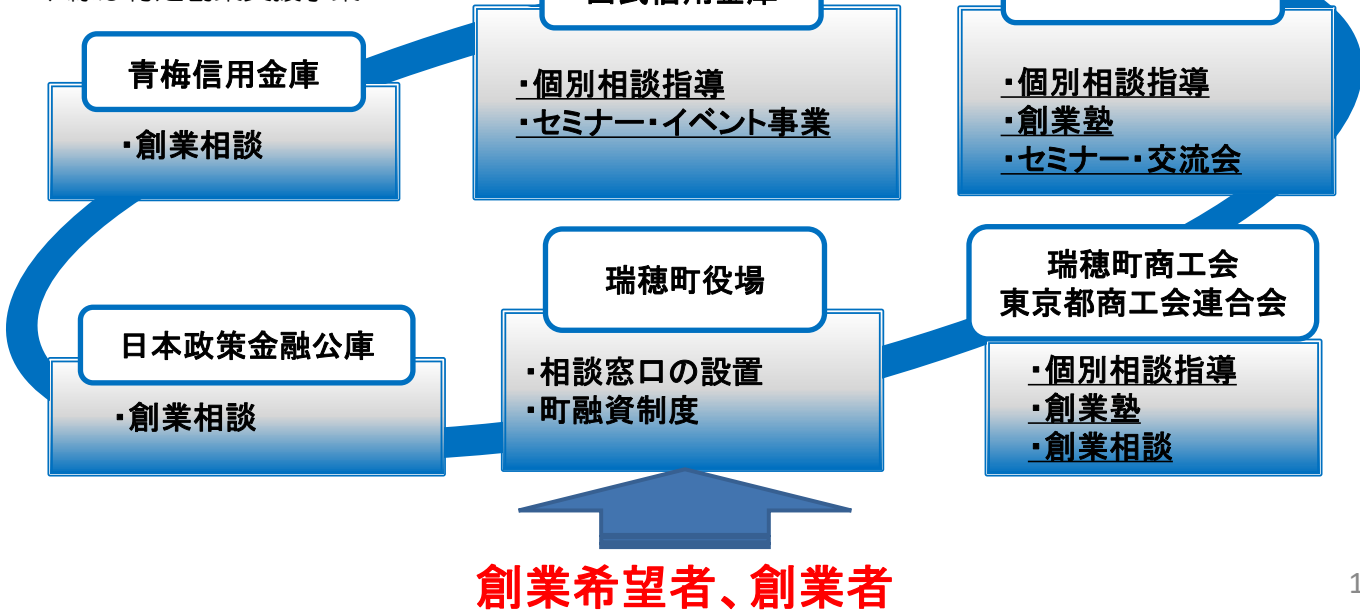 青梅信用金庫
・創業相談
・個別相談指導
・セミナー・イベント事業
・個別相談指導
・創業塾
・セミナー・交流会
瑞穂町役場
・相談窓口の設置
・町融資制度
瑞穂町商工会
東京都商工会連合会
・個別相談指導
・創業塾
・創業相談
日本政策金融公庫
・創業相談
創業希望者、創業者
1